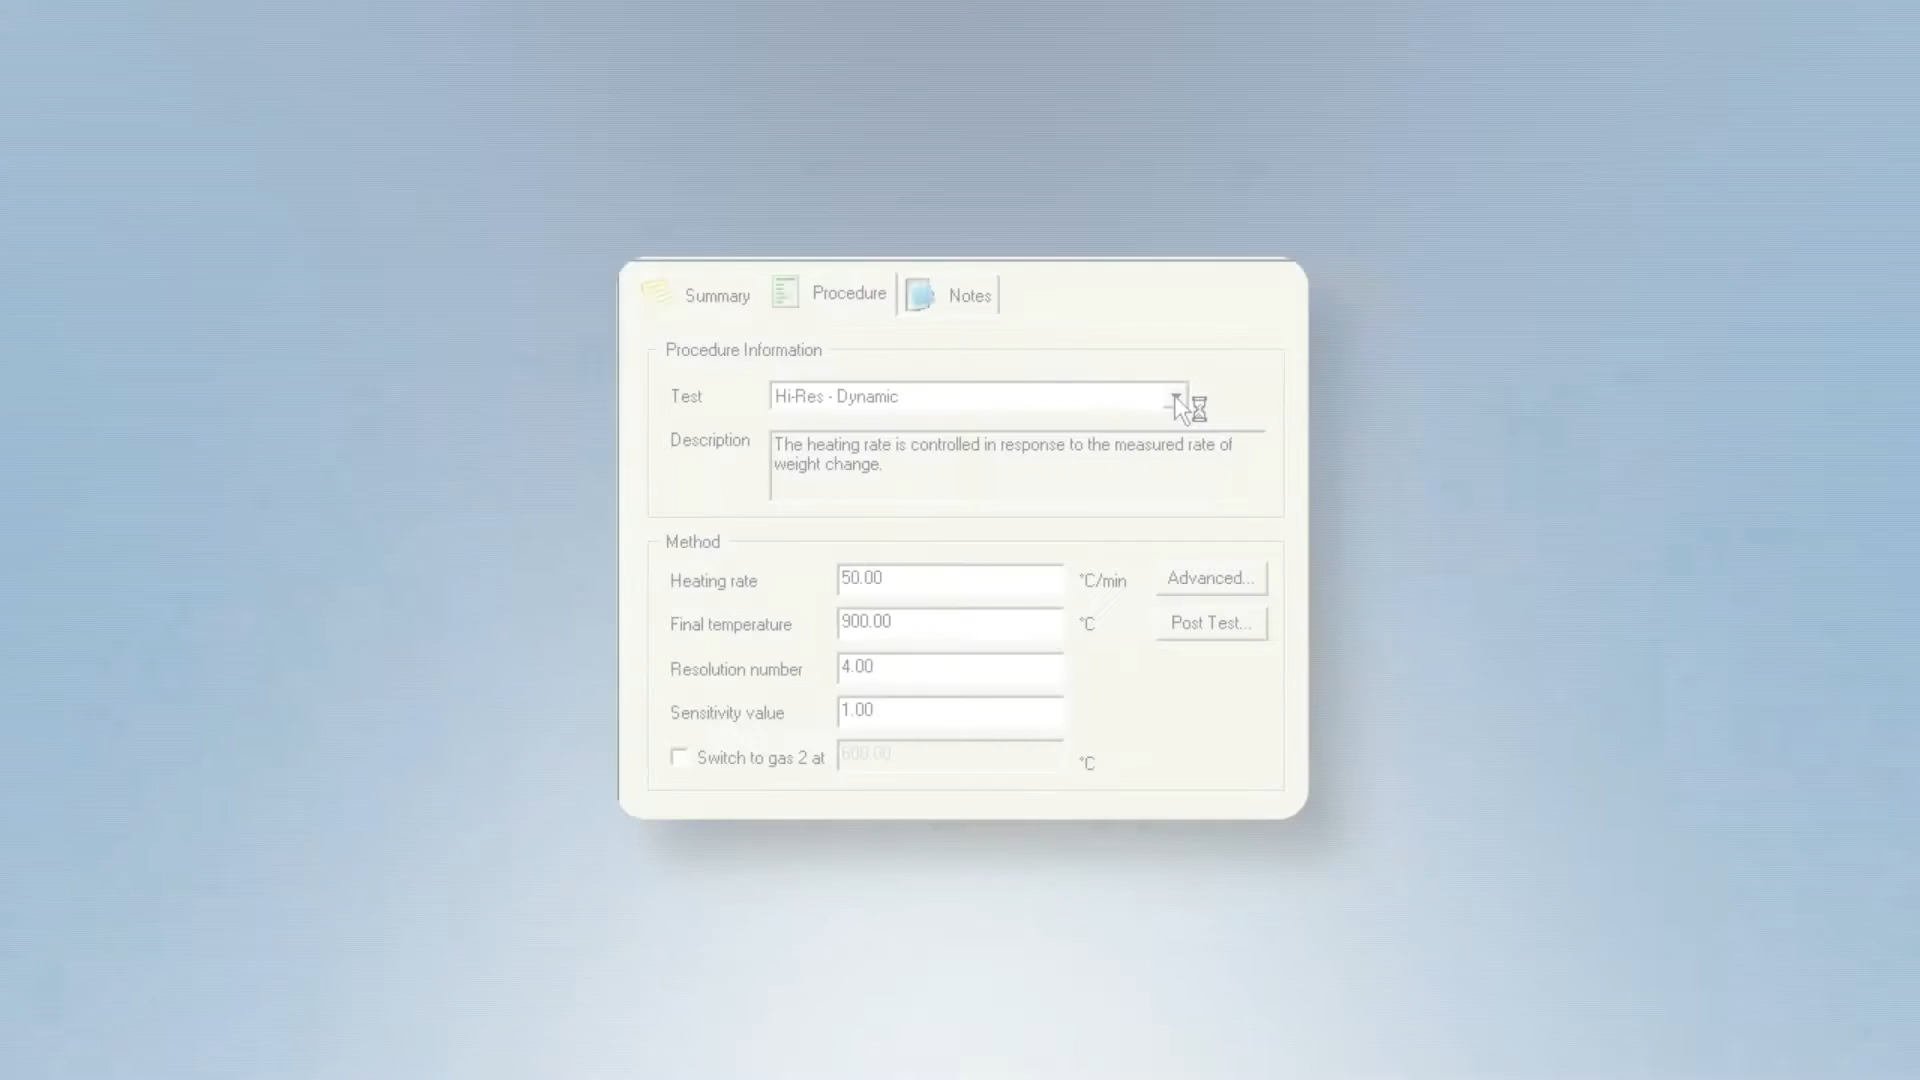 Summary Procedure Notes
Procedure Information
Test Hi-Res - Dynamic
Description The heating rate is controlled in response to the measured rate of
weight change.
Method
Heating rate 50.00 °C/min Advanced...
Final temperature 900.00 °C Post Test...
Resolution number 4.00
Sensitivity value 1.00
Switch to gas 2 at 600.00 °C